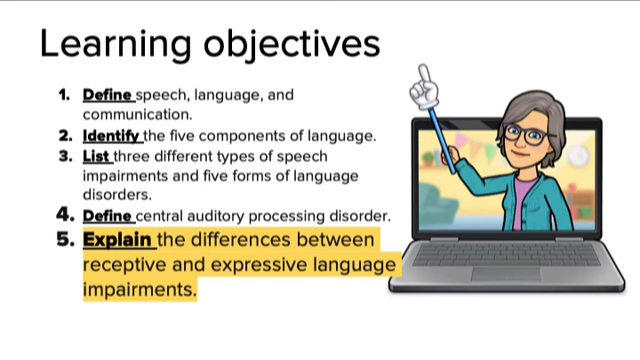 Learning objectives
1. Define speech, language, and
communication.
2. Identify the five components of language.
3. List three different types of speech
impairments and five forms of language
disorders.
4. Define central auditory processing disorder.
5. Explain the differences between
receptive and expressive language
impairments.